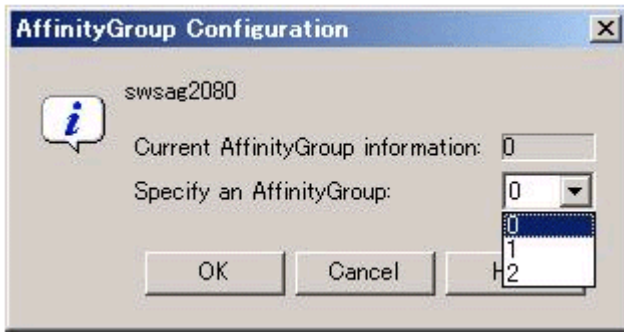 AffinityGroup Configuration
swsag2080
Current AffinityGroup information: 0
Specify an AffinityGroup: 0
0
1
2
OK Cancel H